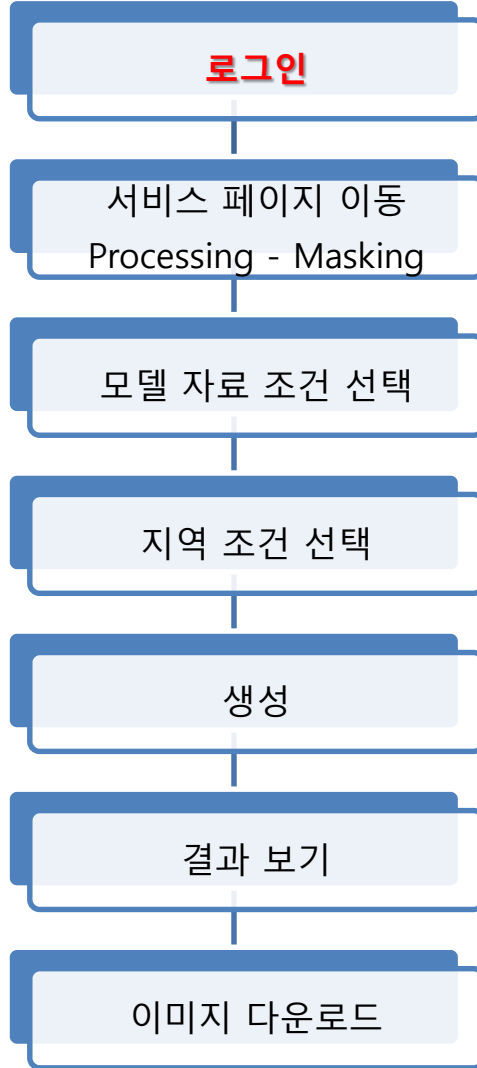 로그인
서비스 페이지 이동
Processing - Masking
모델 자료 조건 선택
지역 조건 선택
생성
결과 보기
이미지 다운로드